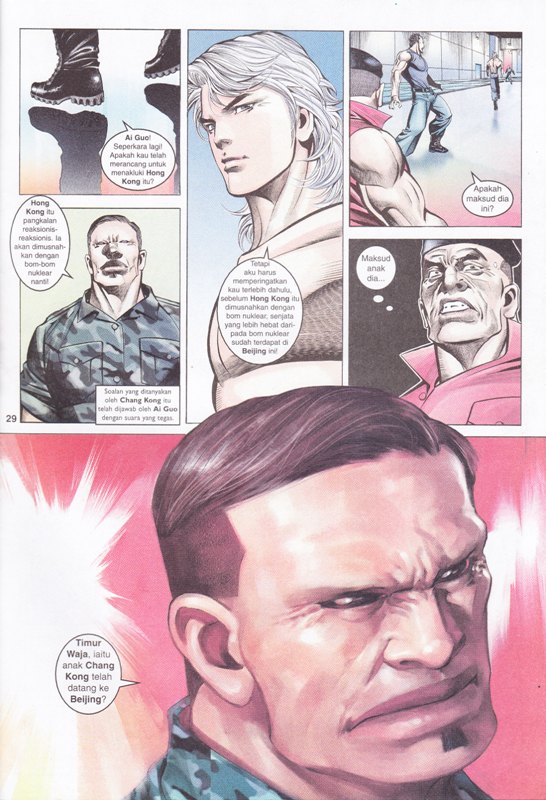 Ai Guo!
Seperkara lagi!
Apakah kau telah
merancang untuk
menakluki Hong
Kong itu?
Hong
Kong itu
pangkalan
reaksionis-
reaksionis. Ia
akan dimusnah-
kan dengan
bom-bom
nuklear
nanti!
Soalan yang ditanyakan
oleh Chang Kong itu
telah dijawab oleh Ai Guo
dengan suara yang tegas.
Tetapi
aku harus
memperingatkan
kau terlebih dahulu,
sebelum Hong Kong itu
dimusnahkan dengan
bom nuklear, senjata
yang lebih hebat dari-
pada bom nuklear
sudah terdapat di
Beijing ini!
Apakah
maksud dia
ini?
Maksud
anak
dia...
29
Timur
Waja, iaitu
anak Chang
Kong telah
datang ke
Beijing?